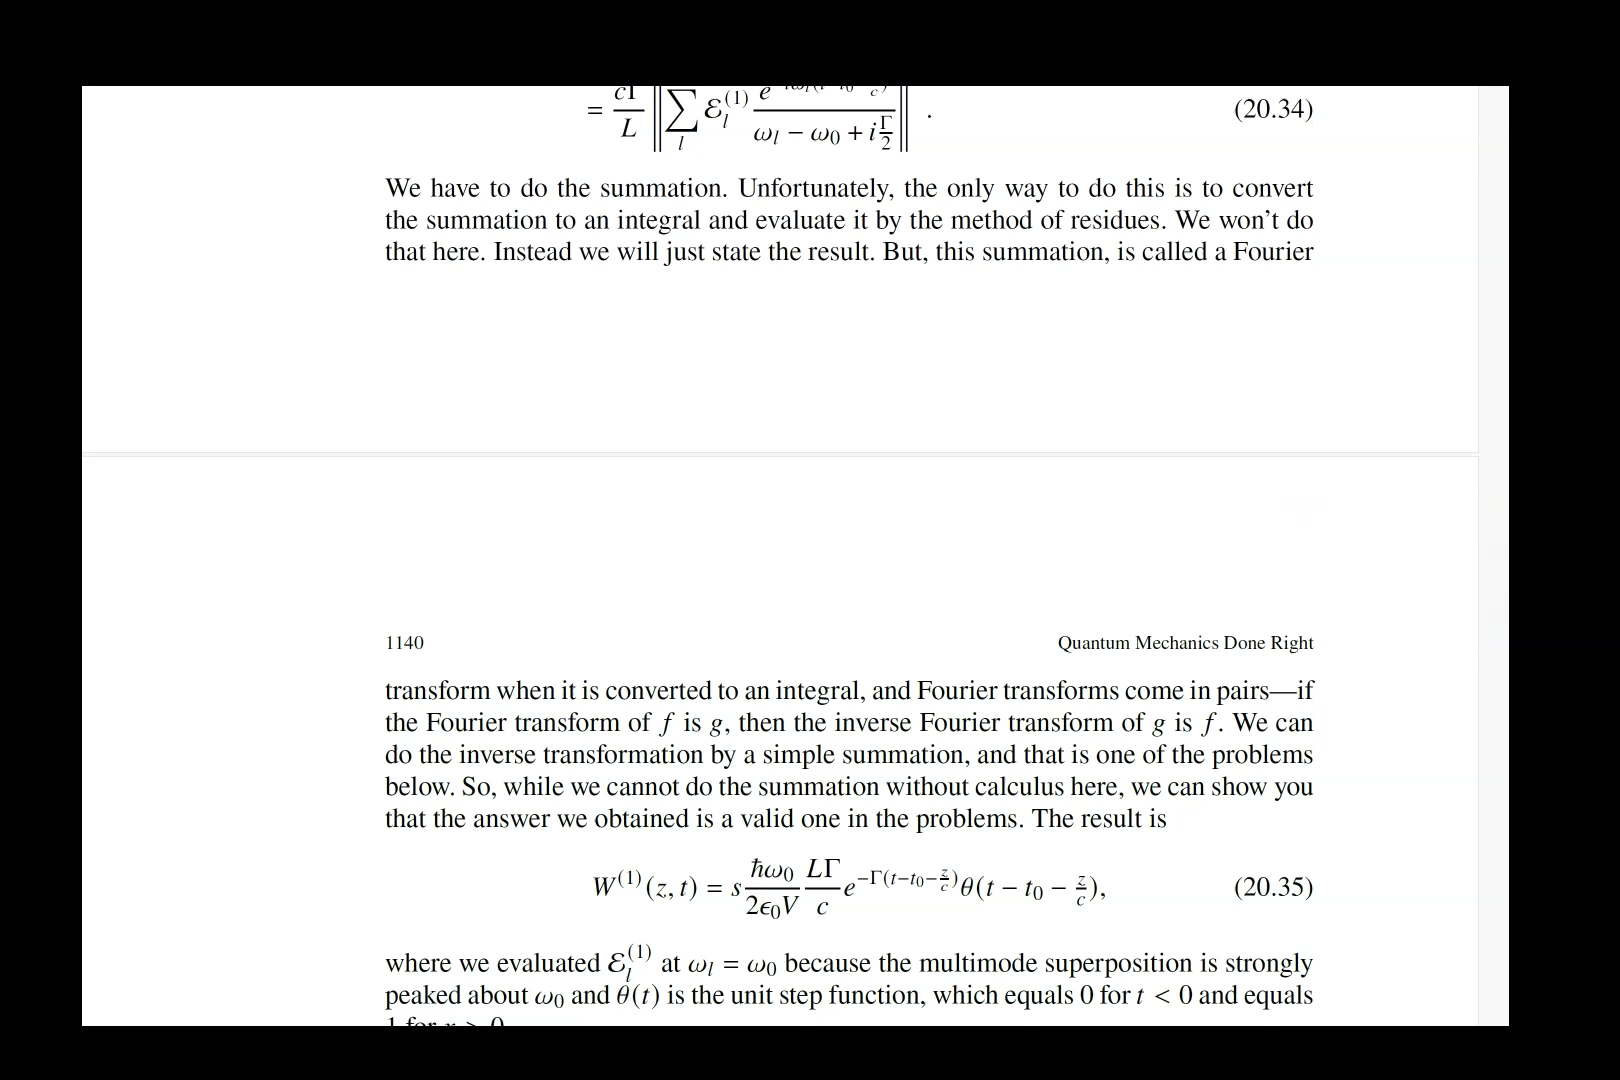 = cΓ/L ‖∑_l ℰ_l^(1) e / (ω_l − ω_0 + i Γ/2)‖ . (20.34)
We have to do the summation. Unfortunately, the only way to do this is to convert
the summation to an integral and evaluate it by the method of residues. We won’t do
that here. Instead we will just state the result. But, this summation, is called a Fourier
1140 Quantum Mechanics Done Right
transform when it is converted to an integral, and Fourier transforms come in pairs—if
the Fourier transform of f is g, then the inverse Fourier transform of g is f. We can
do the inverse transformation by a simple summation, and that is one of the problems
below. So, while we cannot do the summation without calculus here, we can show you
that the answer we obtained is a valid one in the problems. The result is
W^(1)(z, t) = s ħω_0/2ϵ_0V LΓ/c e^{−Γ(t−t_0−z/c)} θ(t − t_0 − z/c), (20.35)
where we evaluated ℰ_l^(1) at ω_l = ω_0 because the multimode superposition is strongly
peaked about ω_0 and θ(t) is the unit step function, which equals 0 for t < 0 and equals